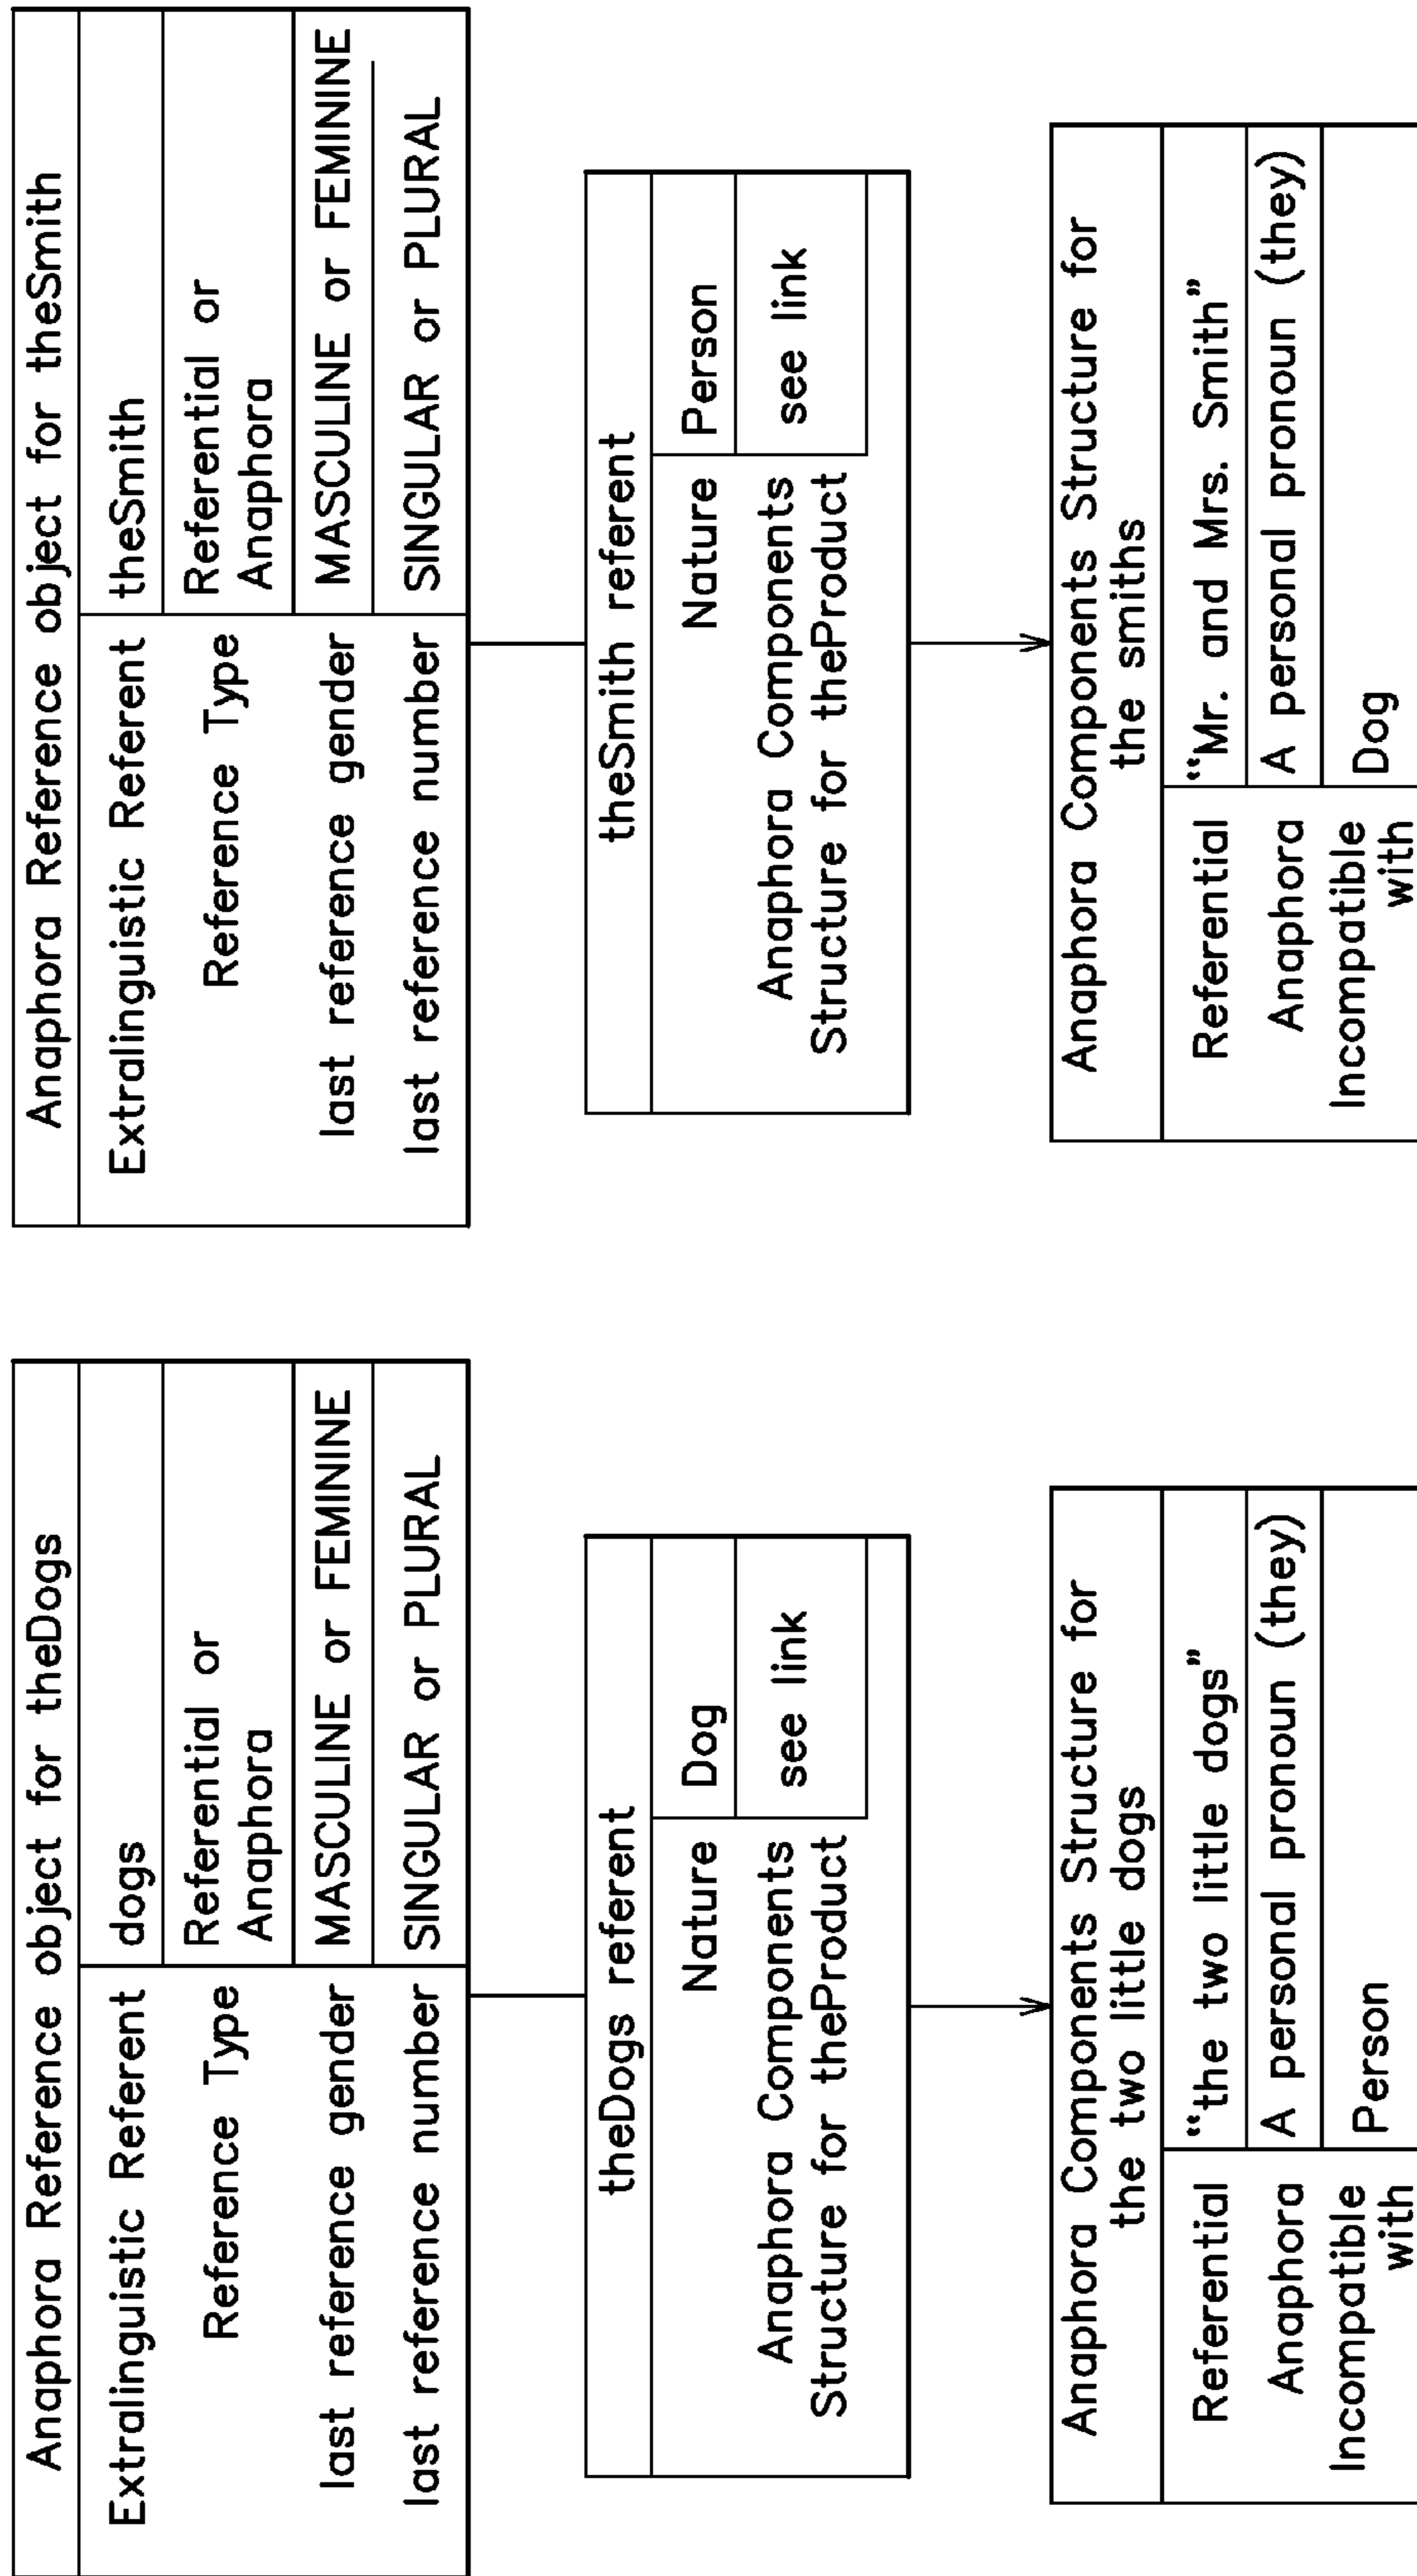 Anaphora Reference object for theDogs
Extralinguistic Referent dogs
Reference Type Referential or
Anaphora
last reference gender MASCULINE or FEMININE
last reference number SINGULAR or PLURAL
theDogs referent
Nature Dog
Anaphora Components see link
Structure for theProduct
Anaphora Components Structure for
the two little dogs
Referential “the two little dogs”
Anaphora A personal pronoun (they)
Incompatible Person
with
Anaphora Reference object for theSmith
Extralinguistic Referent theSmith
Reference Type Referential or
Anaphora
last reference gender MASCULINE or FEMININE
last reference number SINGULAR or PLURAL
theSmith referent
Nature Person
Anaphora Components see link
Structure for theProduct
Anaphora Components Structure for
the smiths
Referential “Mr. and Mrs. Smith”
Anaphora A personal pronoun (they)
Incompatible Dog
with